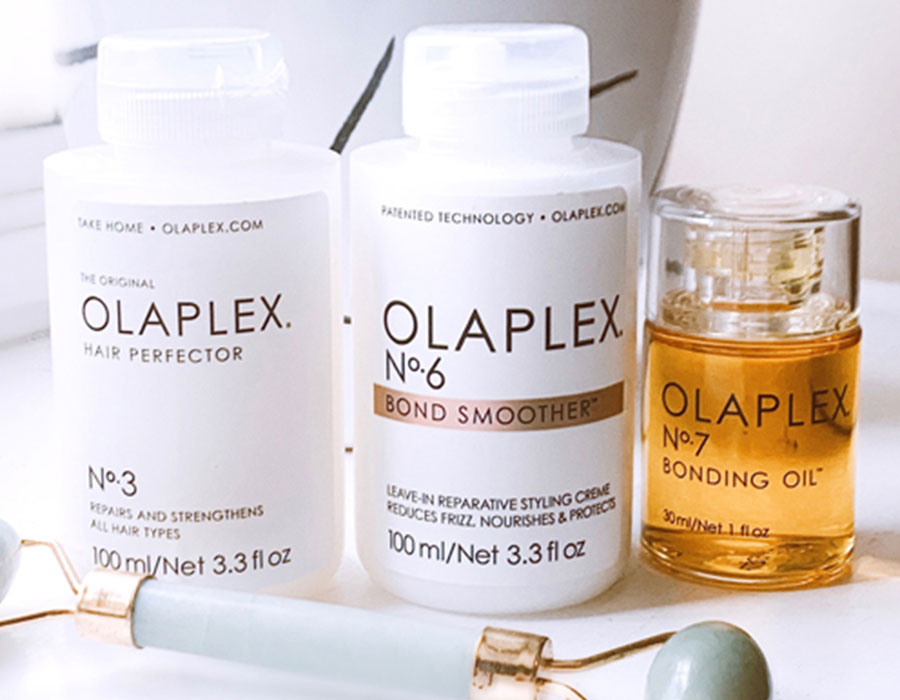 TAKE HOME • OLAPLEX.COM
THE ORIGINAL
OLAPLEX.
HAIR PERFECTOR
Nº.3
REPAIRS AND STRENGTHENS
ALL HAIR TYPES
100 ml/Net 3.3 fl oz
PATENTED TECHNOLOGY • OLAPLEX.COM
OLAPLEX.
Nº.6
BOND SMOOTHER™
LEAVE-IN REPARATIVE STYLING CREME
REDUCES FRIZZ, NOURISHES & PROTECTS
100 ml/Net 3.3 fl oz
OLAPLEX.
Nº.7
BONDING OIL™
30 ml/Net 1 fl oz